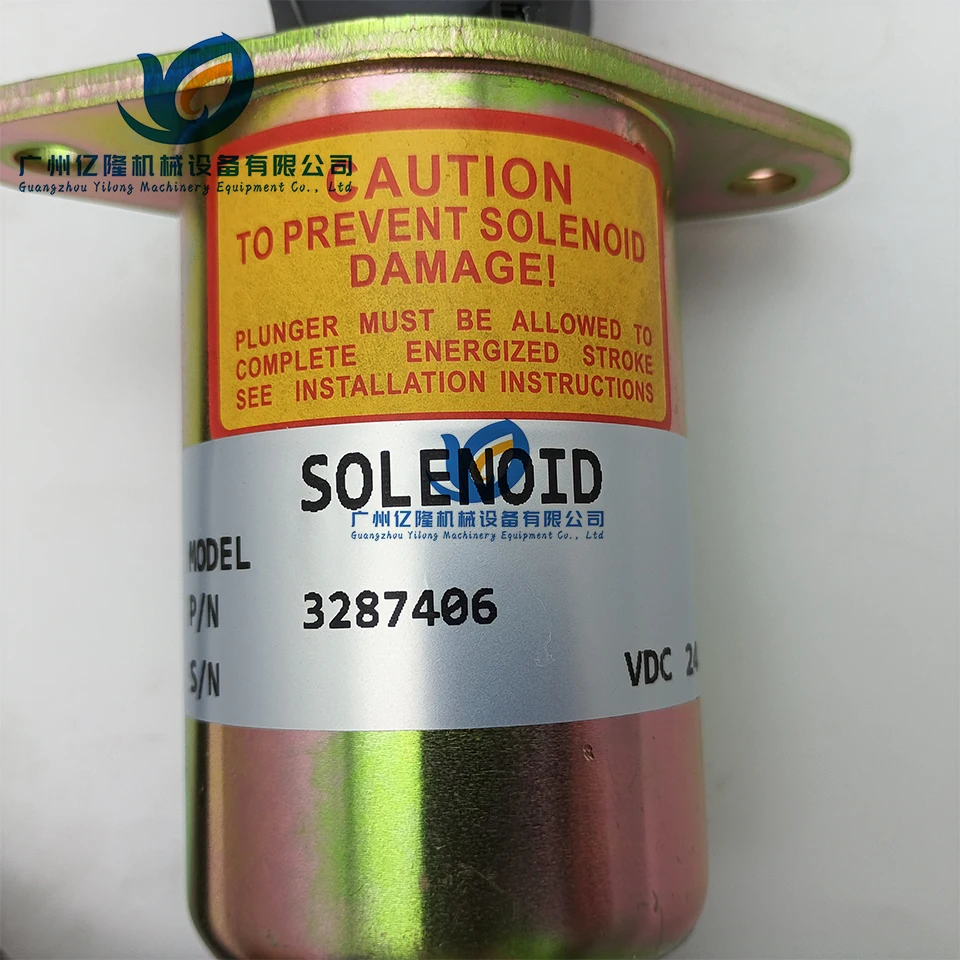 广州亿隆机械设备有限公司
Guangzhou Yilong Machinery Equipment Co., Ltd
CAUTION
TO PREVENT SOLENOID
DAMAGE!
PLUNGER MUST BE ALLOWED TO
COMPLETE ENERGIZED STROKE
SEE INSTALLATION INSTRUCTIONS
SOLENOID
广州亿隆机械设备有限公司
Guangzhou Yilong Machinery Equipment Co., Ltd
MODEL
P/N 3287406
S/N
VDC 24